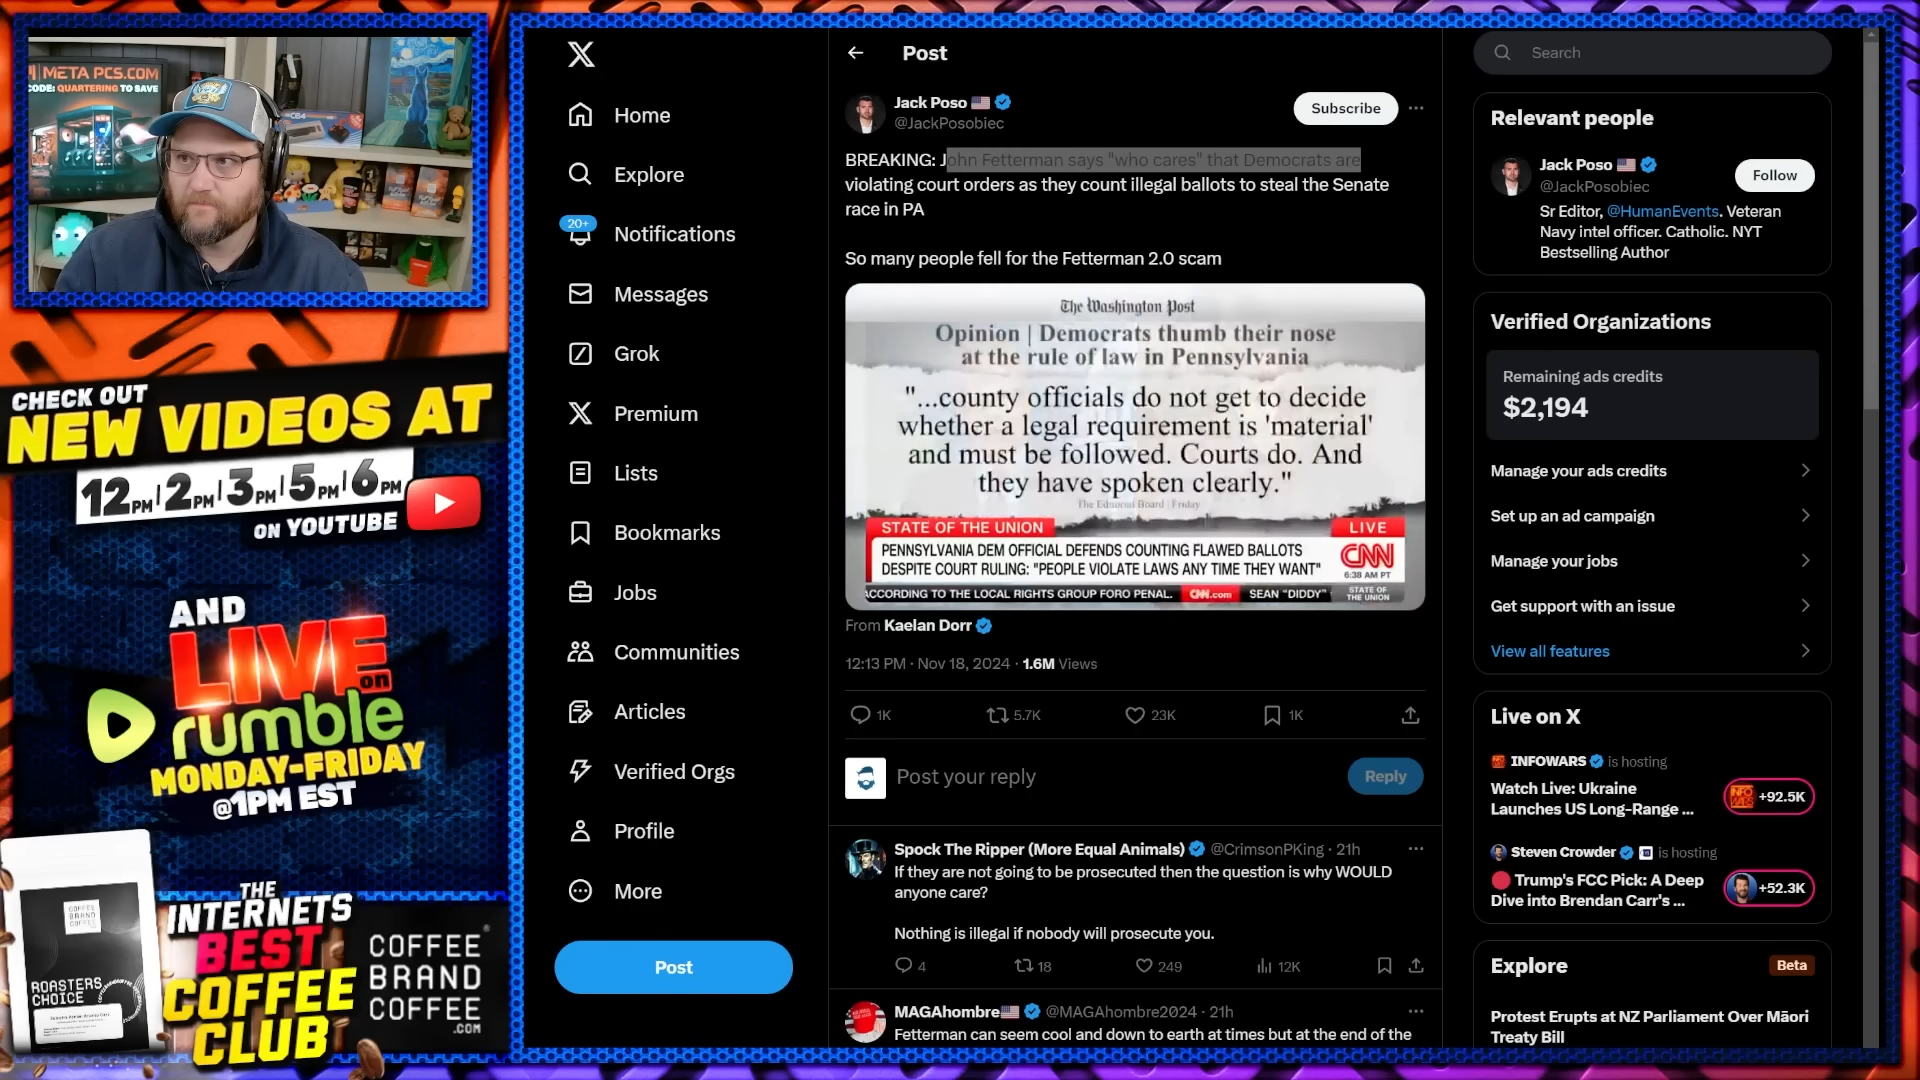 META PCS.COM
CODE: QUARTERING TO SAVE
CHECK OUT
NEW VIDEOS AT
12PM|2PM|3PM|5PM|6PM
ON YOUTUBE
AND
LIVE
on
rumble
MONDAY-FRIDAY
@1PM EST
COFFEE
BRAND
COFFEE
ROASTERS
CHOICE
THE
INTERNETS
BEST
COFFEE
CLUB
COFFEE
BRAND
COFFEE
.COM
X
Home
Explore
20+
Notifications
Messages
Grok
Premium
Lists
Bookmarks
Jobs
Communities
Articles
Verified Orgs
Profile
More
Post
Post
Jack Poso
@JackPosobiec
Subscribe
BREAKING: John Fetterman says "who cares" that Democrats are
violating court orders as they count illegal ballots to steal the Senate
race in PA
So many people fell for the Fetterman 2.0 scam
The Washington Post
Opinion | Democrats thumb their nose
at the rule of law in Pennsylvania
"...county officials do not get to decide
whether a legal requirement is 'material'
and must be followed. Courts do. And
they have spoken clearly."
The Editorial Board | Friday
STATE OF THE UNION
LIVE
PENNSYLVANIA DEM OFFICIAL DEFENDS COUNTING FLAWED BALLOTS
DESPITE COURT RULING: "PEOPLE VIOLATE LAWS ANY TIME THEY WANT"
CNN
6:38 AM PT
ACCORDING TO THE LOCAL RIGHTS GROUP FORO PENAL. CNN.com SEAN "DIDDY"
STATE OF
THE UNION
From Kaelan Dorr
12:13 PM · Nov 18, 2024 · 1.6M Views
1K 5.7K 23K 1K
Post your reply
Reply
Spock The Ripper (More Equal Animals) @CrimsonPKing · 21h
If they are not going to be prosecuted then the question is why WOULD
anyone care?
Nothing is illegal if nobody will prosecute you.
4 18 249 12K
MAGAhombre @MAGAhombre2024 · 21h
Fetterman can seem cool and down to earth at times but at the end of the
Search
Relevant people
Jack Poso
@JackPosobiec
Follow
Sr Editor, @HumanEvents. Veteran
Navy intel officer. Catholic. NYT
Bestselling Author
Verified Organizations
Remaining ads credits
$2,194
Manage your ads credits
Set up an ad campaign
Manage your jobs
Get support with an issue
View all features
Live on X
INFOWARS is hosting
Watch Live: Ukraine
Launches US Long-Range ...
INFO
WARS
+92.5K
Steven Crowder is hosting
Trump's FCC Pick: A Deep
Dive into Brendan Carr's ...
+52.3K
Explore
Beta
Protest Erupts at NZ Parliament Over Māori
Treaty Bill